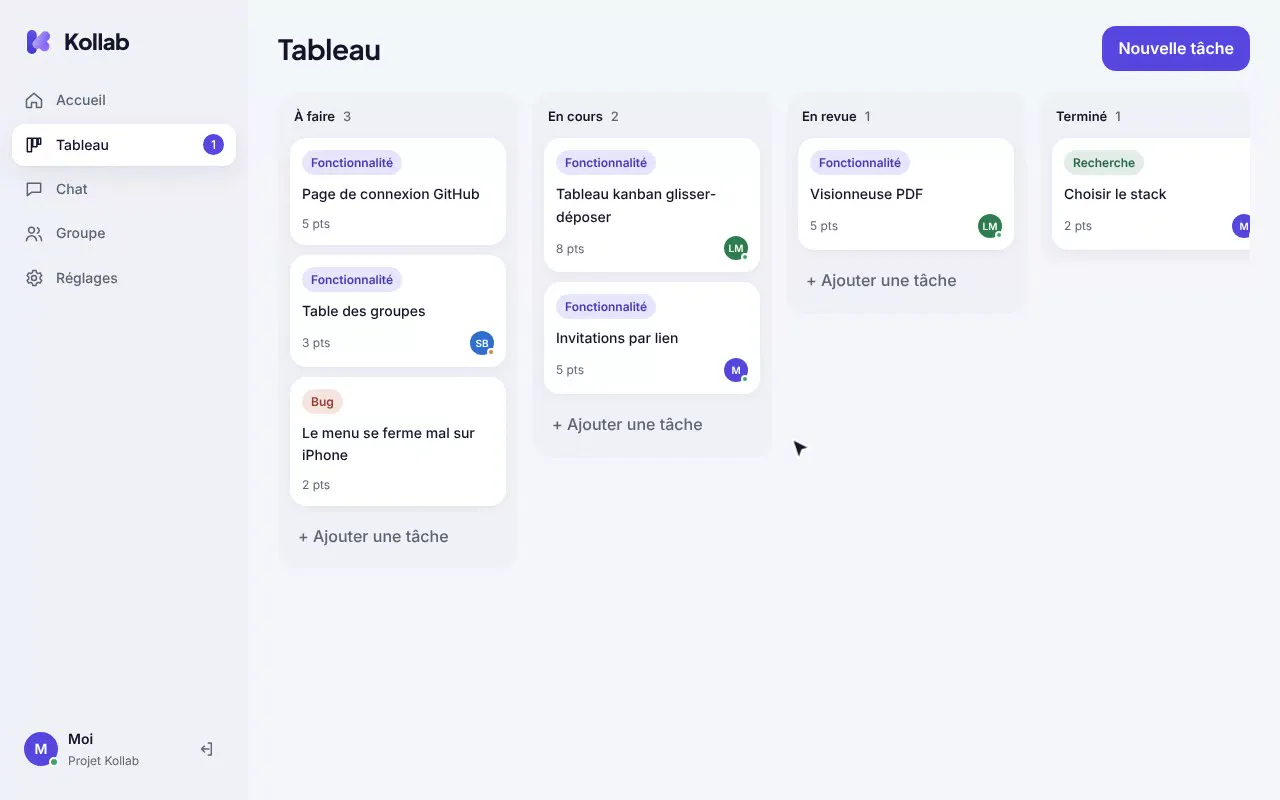 Kollab
Accueil
Tableau 1
Chat
Groupe
Réglages
M
Moi
Projet Kollab
Tableau
Nouvelle tâche
À faire 3
Fonctionnalité
Page de connexion GitHub
5 pts
Fonctionnalité
Table des groupes
3 pts SB
Bug
Le menu se ferme mal sur
iPhone
2 pts
+ Ajouter une tâche
En cours 2
Fonctionnalité
Tableau kanban glisser-
déposer
8 pts LM
Fonctionnalité
Invitations par lien
5 pts M
+ Ajouter une tâche
En revue 1
Fonctionnalité
Visionneuse PDF
5 pts LM
+ Ajouter une tâche
Terminé 1
Recherche
Choisir le stack
2 pts M